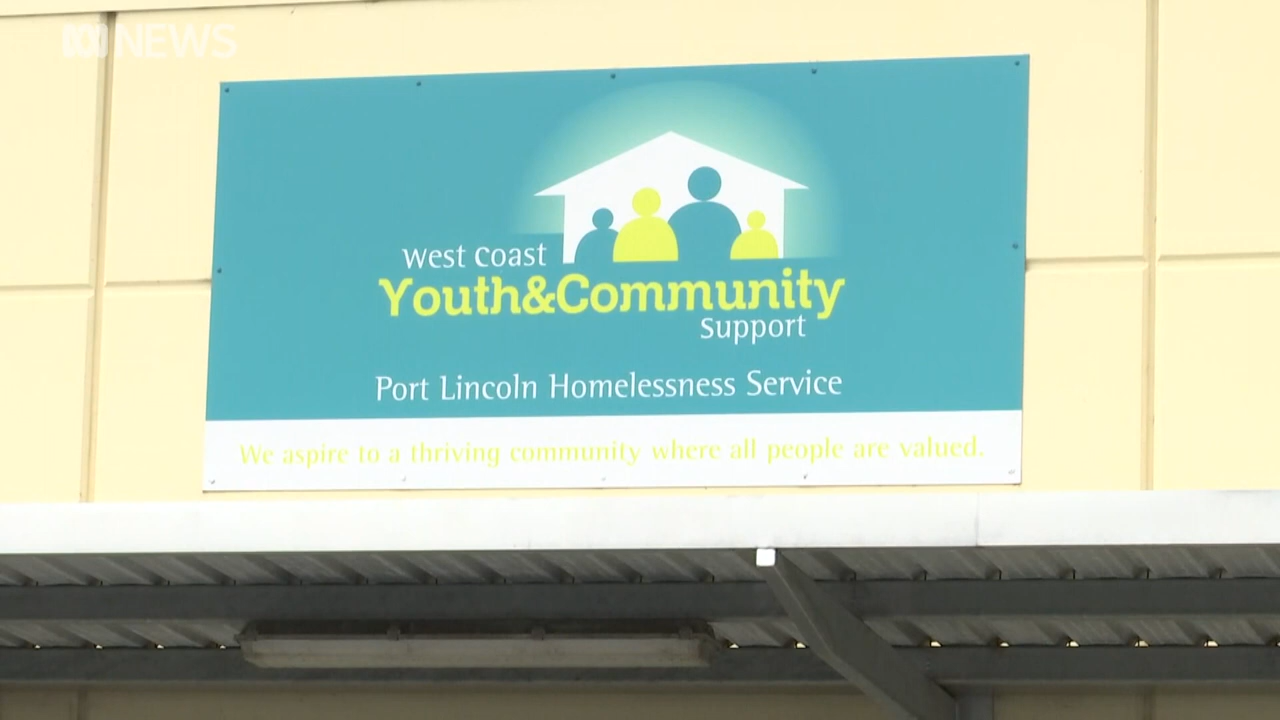 ABC NEWS
West Coast
Youth&Community
Support
Port Lincoln Homelessness Service
We aspire to a thriving community where all people are valued.